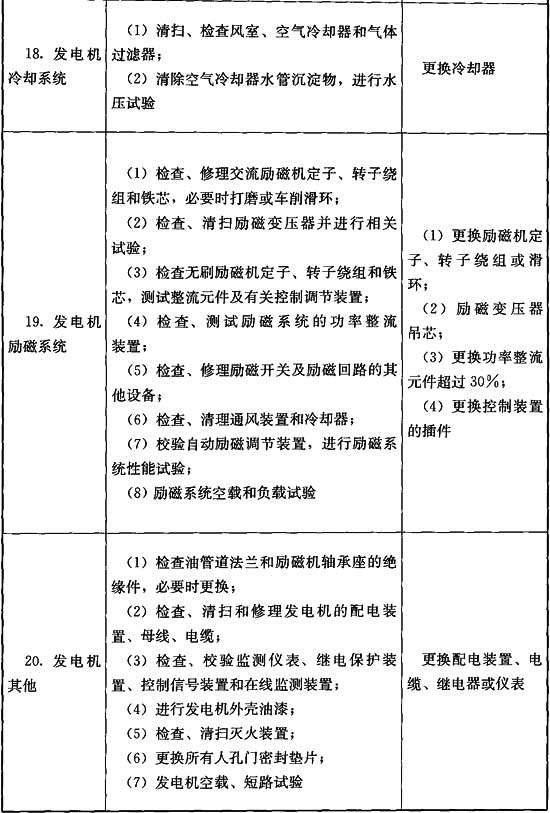 18. 发电机
冷却系统
(1) 清扫、检查风室、空气冷却器和气体
过滤器；
(2) 清除空气冷却器水管沉淀物，进行水
压试验
更换冷却器
19. 发电机
励磁系统
(1) 检查、修理交流励磁机定子、转子绕
组和铁芯，必要时打磨或车削滑环；
(2) 检查、清扫励磁变压器并进行相关
试验；
(3) 检查无刷励磁机定子、转子绕组和铁
芯，测试整流元件及有关控制调节装置；
(4) 检查、测试励磁系统的功率整流
装置；
(5) 检查、修理励磁开关及励磁回路的其
他设备；
(6) 检查、清理通风装置和冷却器；
(7) 校验自动励磁调节装置，进行励磁系
统性能试验；
(8) 励磁系统空载和负载试验
(1) 更换励磁机定
子、转子绕组或滑
环；
(2) 励磁变压器
吊芯；
(3) 更换功率整流
元件超过30%；
(4) 更换控制装置
的插件
20. 发电机
其他
(1) 检查油管道法兰和励磁机轴承座的绝
缘件，必要时更换；
(2) 检查、清扫和修理发电机的配电装
置、母线、电缆；
(3) 检查、校验监测仪表、继电保护装
置、控制信号装置和在线监测装置；
(4) 进行发电机外壳油漆；
(5) 检查、清扫灭火装置；
(6) 更换所有人孔门密封垫片；
(7) 发电机空载、短路试验
更换配电装置、电
缆、继电器或仪表